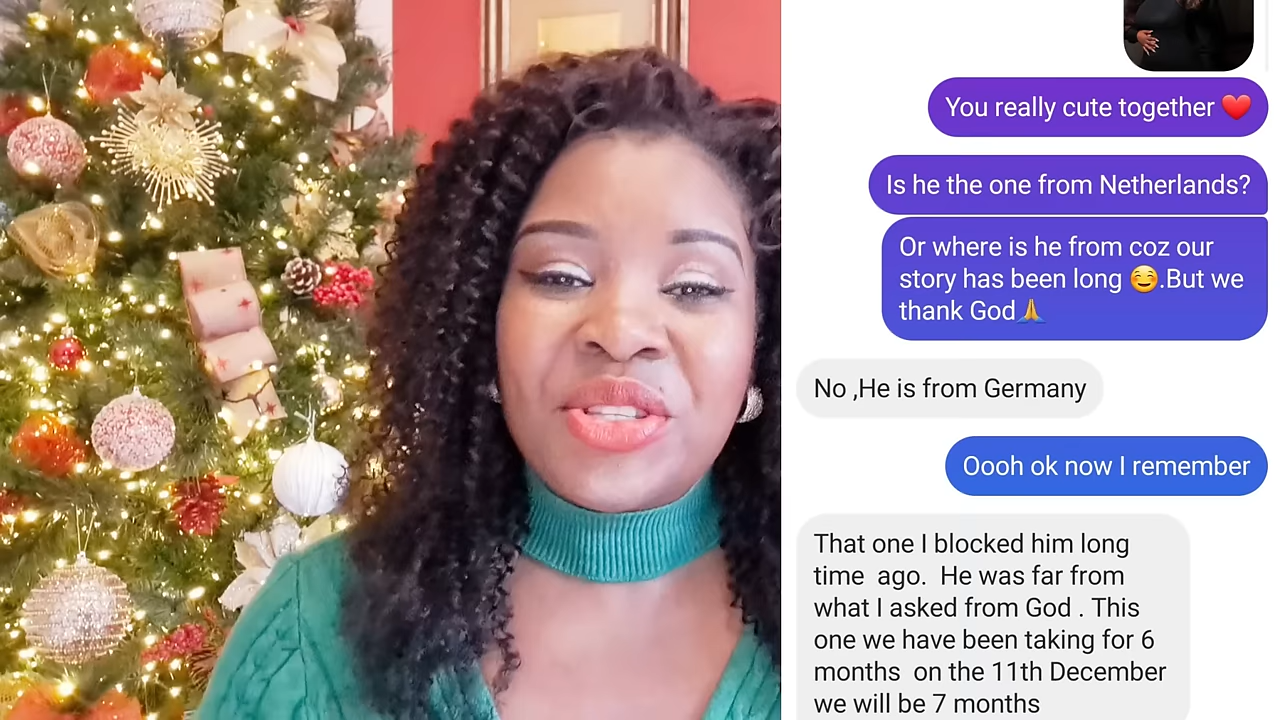 You really cute together ❤️
Is he the one from Netherlands?
Or where is he from coz our
story has been long ☺️.But we
thank God🙏
No ,He is from Germany
Oooh ok now I remember
That one I blocked him long
time  ago.  He was far from
what I asked from God . This
one we have been taking for 6
months  on the 11th December
we will be 7 months